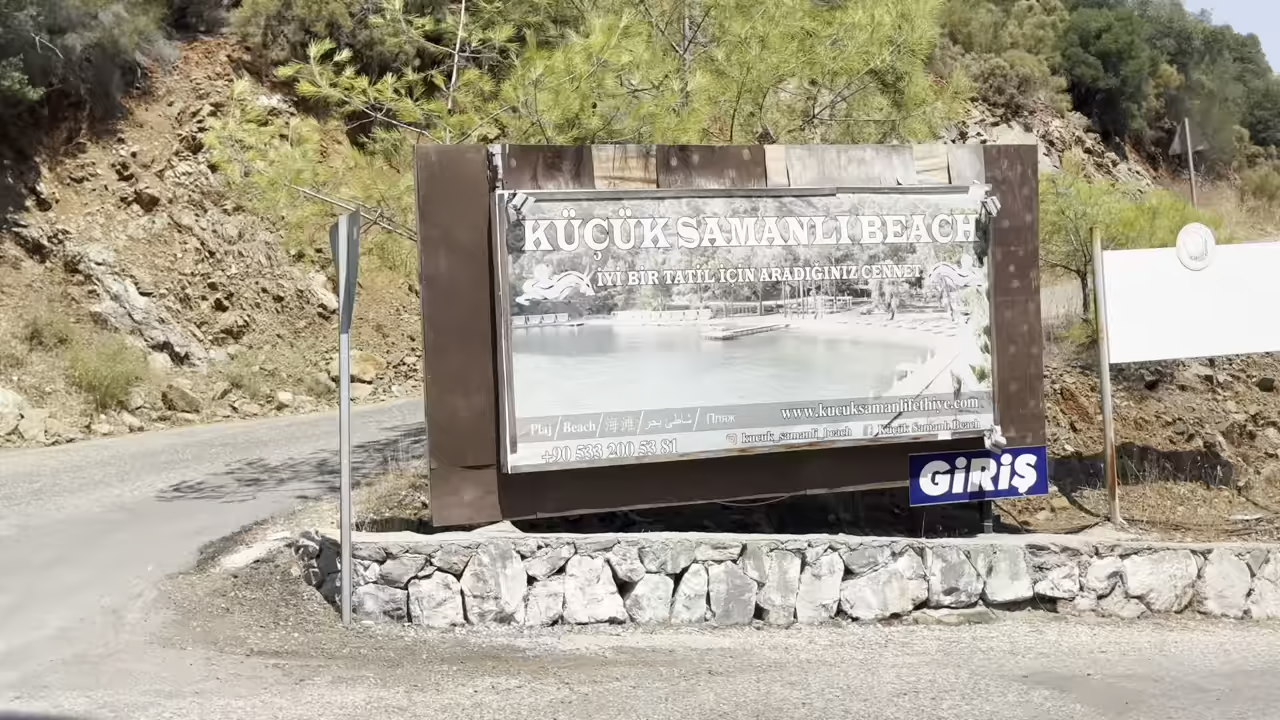 KÜÇÜK SAMANLI BEACH
İYİ BİR TATİL İÇİN ARADIĞINIZ CENNET
Plaj / Beach / 海滩 / شاطئ بحر / Пляж
www.kucuksamanlifethiye.com
+90 533 200 53 81
kucuk_samanli_beach
Küçük Samanlı Beach
GİRİŞ